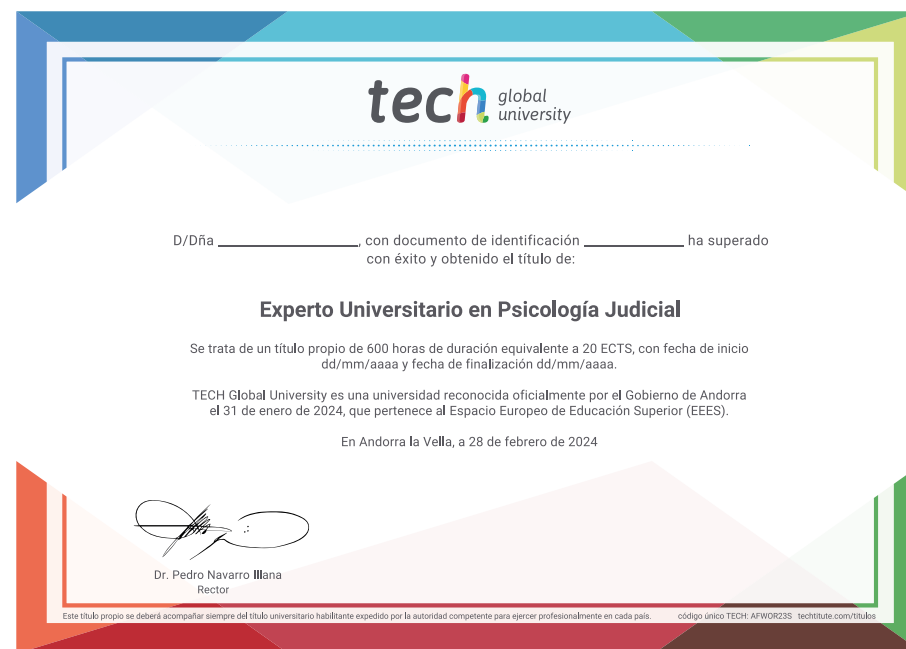 tech global university
D/Dña ____________________, con documento de identificación ______________ ha superado
con éxito y obtenido el título de:
Experto Universitario en Psicología Judicial
Se trata de un título propio de 600 horas de duración equivalente a 20 ECTS, con fecha de inicio
dd/mm/aaaa y fecha de finalización dd/mm/aaaa.
TECH Global University es una universidad reconocida oficialmente por el Gobierno de Andorra
el 31 de enero de 2024, que pertenece al Espacio Europeo de Educación Superior (EEES).
En Andorra la Vella, a 28 de febrero de 2024
Dr. Pedro Navarro Illana
Rector
Este título propio se deberá acompañar siempre del título universitario habilitante expedido por la autoridad competente para ejercer profesionalmente en cada país. código único TECH: AFWOR23S techtitute.com/titulos